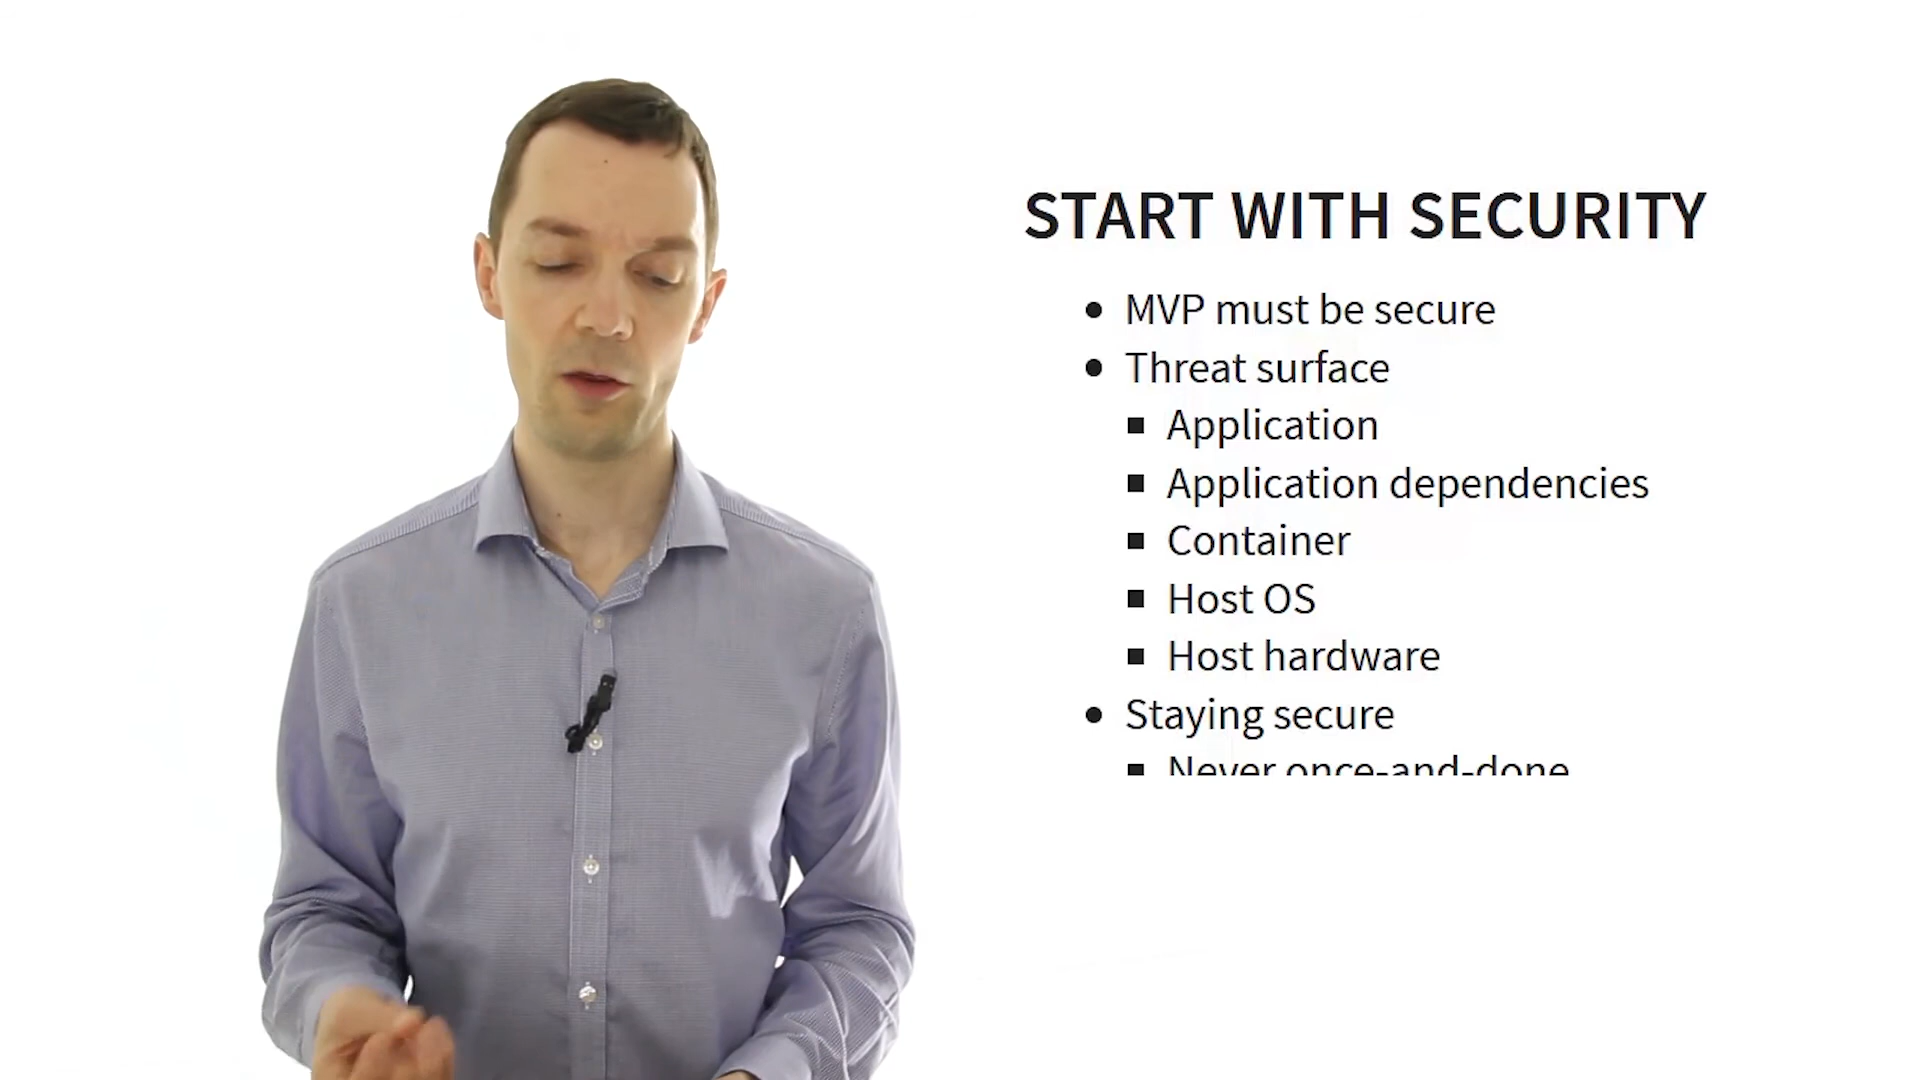 START WITH SECURITY
MVP must be secure
Threat surface
Application
Application dependencies
Container
Host OS
Host hardware
Staying secure
Never once-and-done